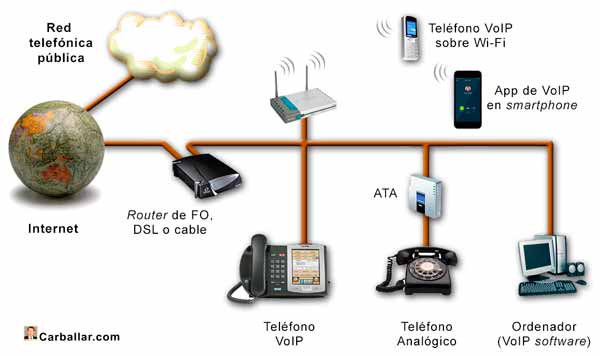 Red
telefónica
pública
Teléfono VoIP
sobre Wi-Fi
App de VoIP
en smartphone
ATA
Internet
Router de FO,
DSL o cable
Teléfono
VoIP
Teléfono
Analógico
Ordenador
(VoIP software)
Carballar.com